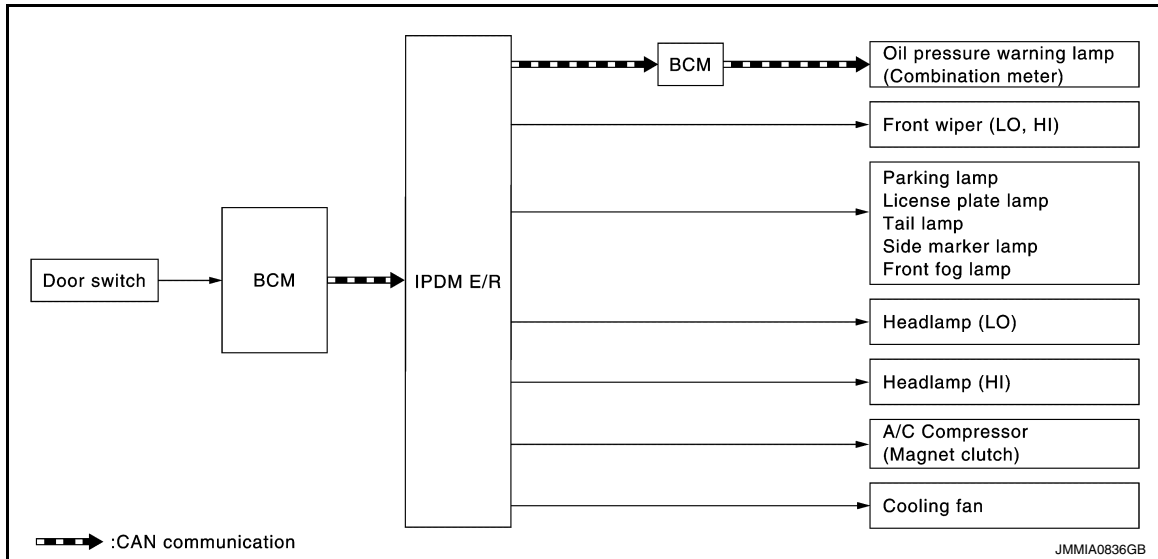 Door switch
BCM
IPDM E/R
BCM
Oil pressure warning lamp
(Combination meter)
Front wiper (LO, HI)
Parking lamp
License plate lamp
Tail lamp
Side marker lamp
Front fog lamp
Headlamp (LO)
Headlamp (HI)
A/C Compressor
(Magnet clutch)
Cooling fan
:CAN communication
JMMIA0836GB